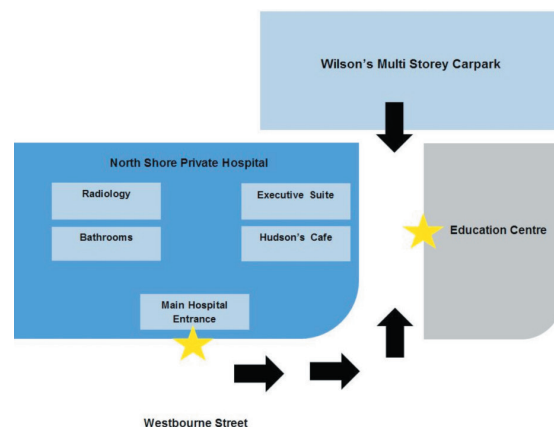 Wilson's Multi Storey Carpark
North Shore Private Hospital
Radiology
Executive Suite
Bathrooms
Hudson's Cafe
Education Centre
Main Hospital
Entrance
Westbourne Street